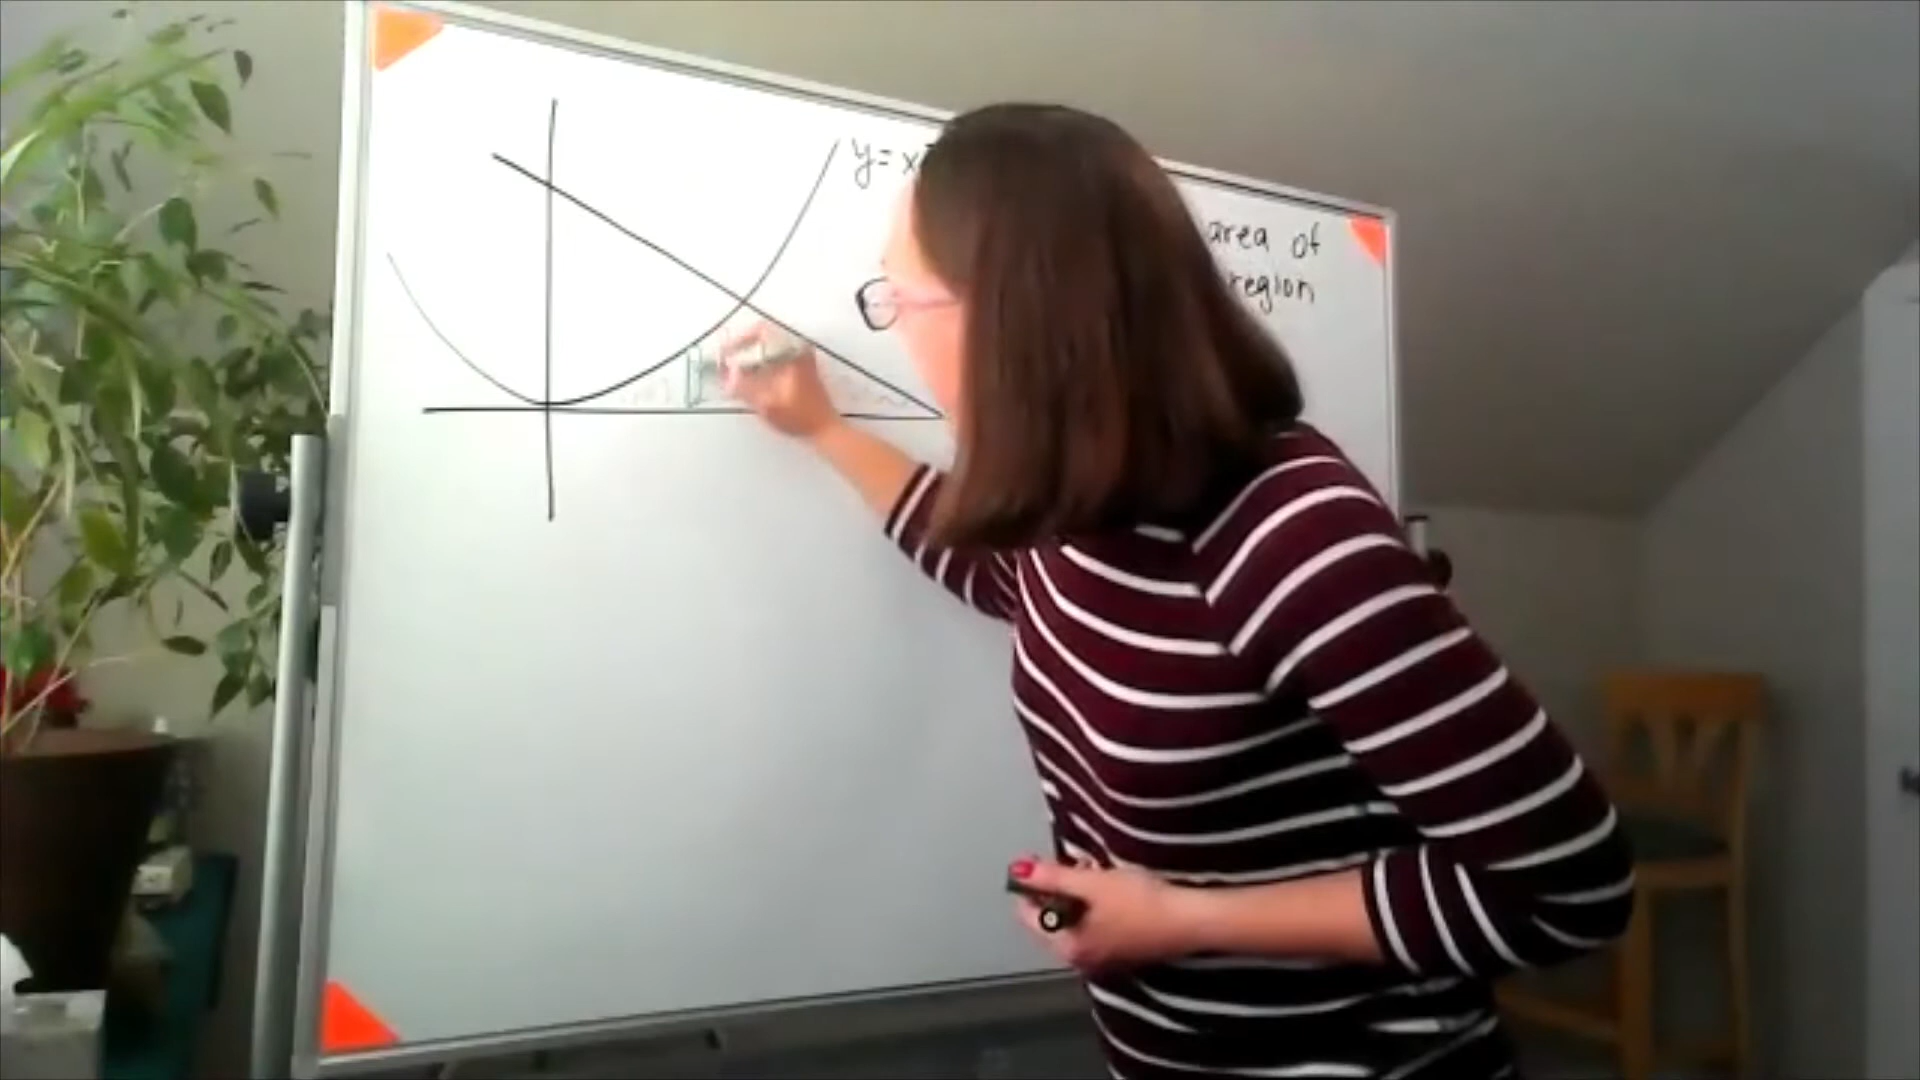 y = x
area of
region